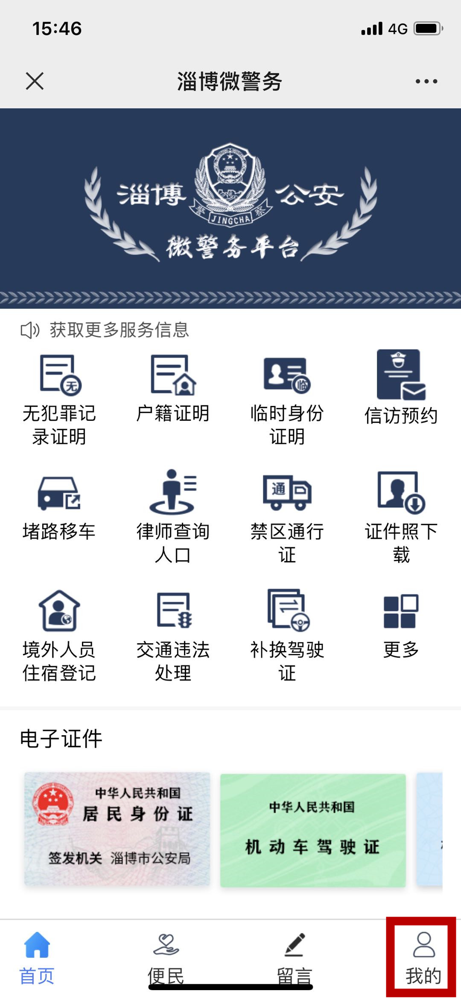 15:46
4G
淄博微警务
淄博 公安
警 JINGCHA 察
微警务平台
获取更多服务信息
无 临
无犯罪记 户籍证明 临时身份 信访预约
录证明 证明
通
堵路移车 律师查询 禁区通行 证件照下
人口 证 载
境外人员 交通违法 补换驾驶 更多
住宿登记 处理 证
电子证件
中华人民共和国
居民身份证
签发机关 淄博市公安局
中华人民共和国
机动车驾驶证
首页 便民 留言 我的